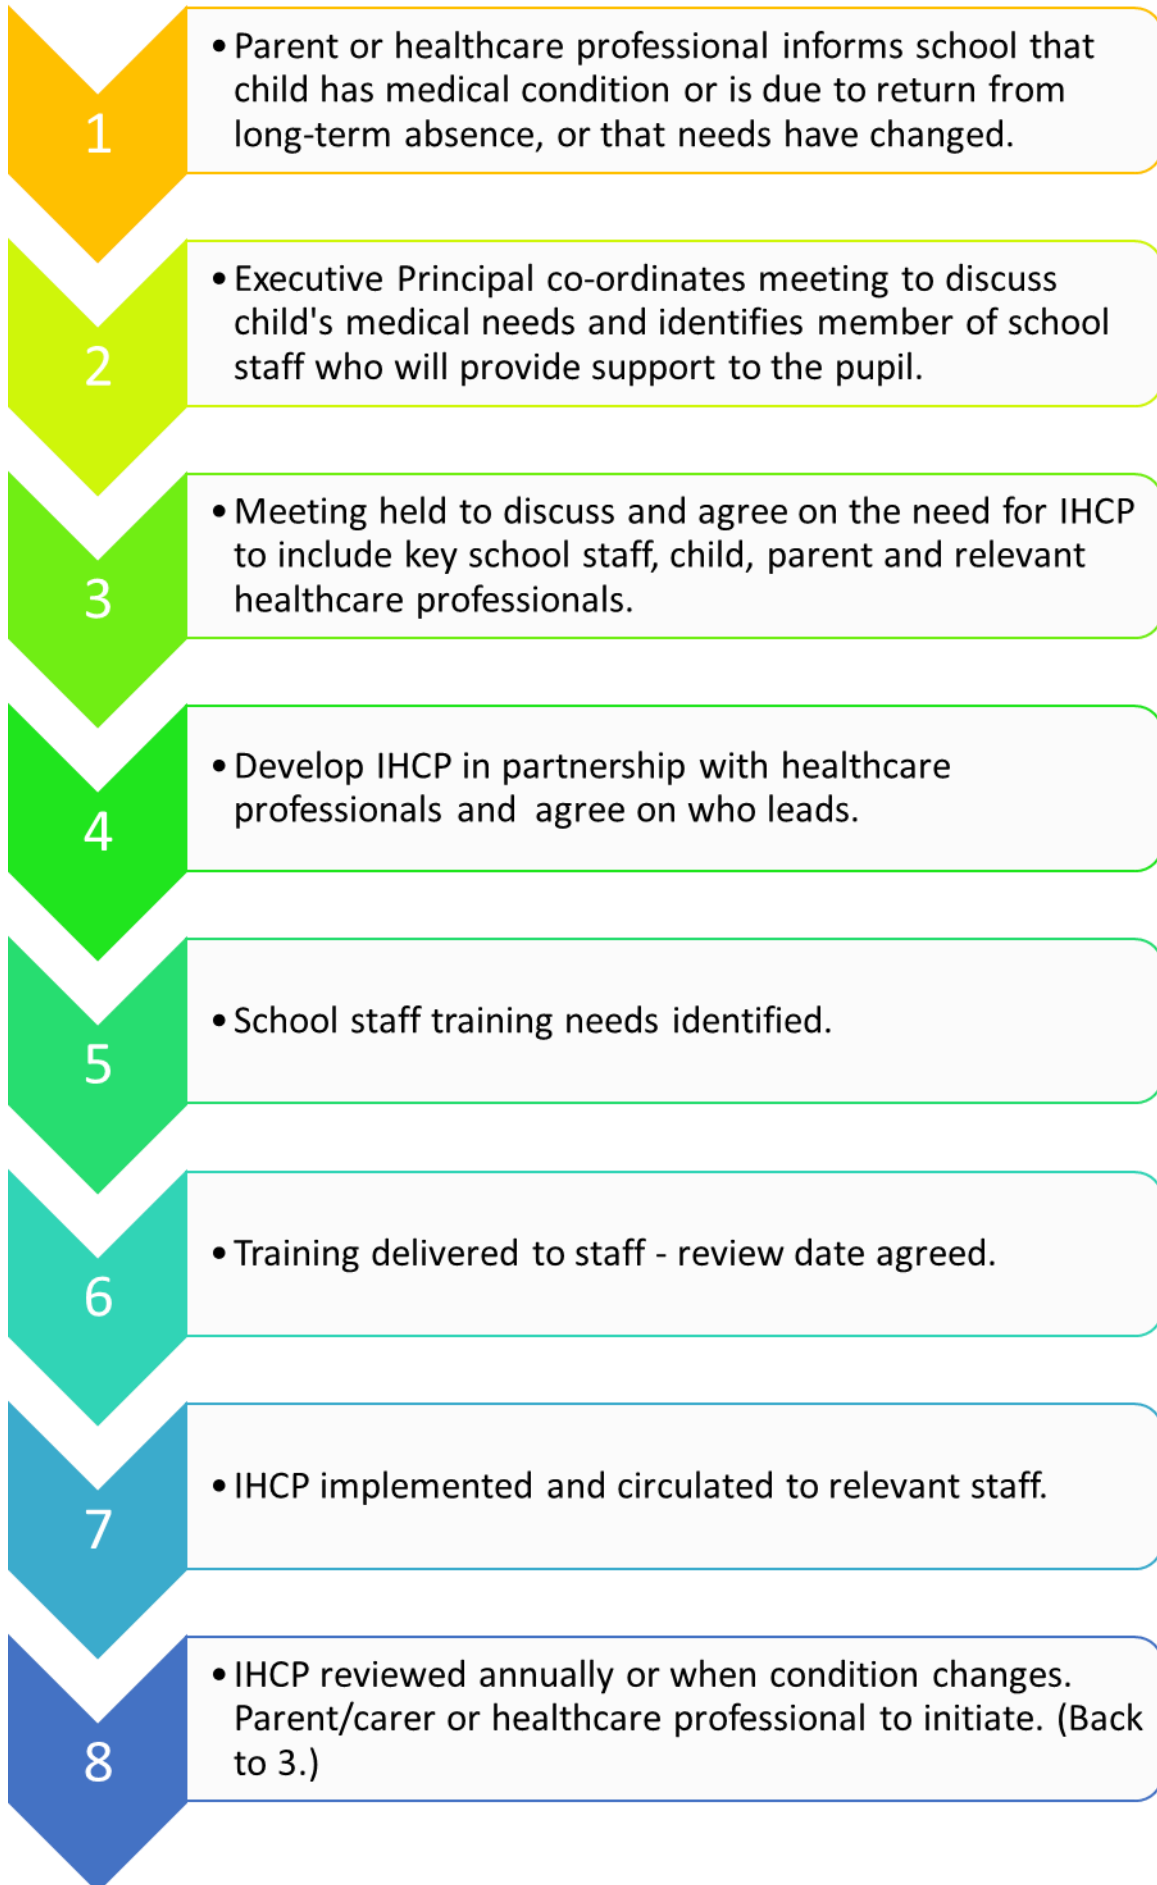 1
• Parent or healthcare professional informs school that
child has medical condition or is due to return from
long-term absence, or that needs have changed.
2
• Executive Principal co-ordinates meeting to discuss
child's medical needs and identifies member of school
staff who will provide support to the pupil.
3
• Meeting held to discuss and agree on the need for IHCP
to include key school staff, child, parent and relevant
healthcare professionals.
4
• Develop IHCP in partnership with healthcare
professionals and  agree on who leads.
5
• School staff training needs identified.
6
• Training delivered to staff - review date agreed.
7
• IHCP implemented and circulated to relevant staff.
8
• IHCP reviewed annually or when condition changes.
Parent/carer or healthcare professional to initiate. (Back
to 3.)